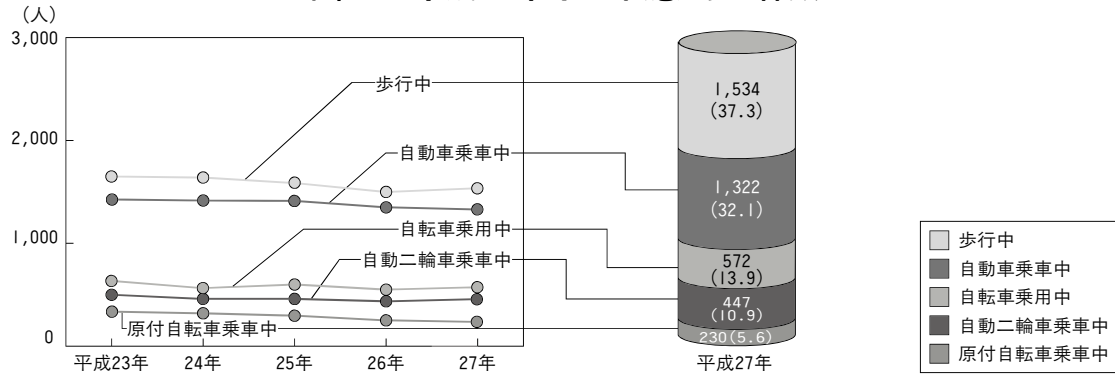 （人）
3,000
2,000
1,000
0
歩行中
自動車乗車中
自転車乗用中
自動二輪車乗車中
原付自転車乗車中
平成23年
24年
25年
26年
27年
1,534
(37.3)
1,322
(32.1)
572
(13.9)
447
(10.9)
230(5.6)
平成27年
歩行中
自動車乗車中
自転車乗用中
自動二輪車乗車中
原付自転車乗車中